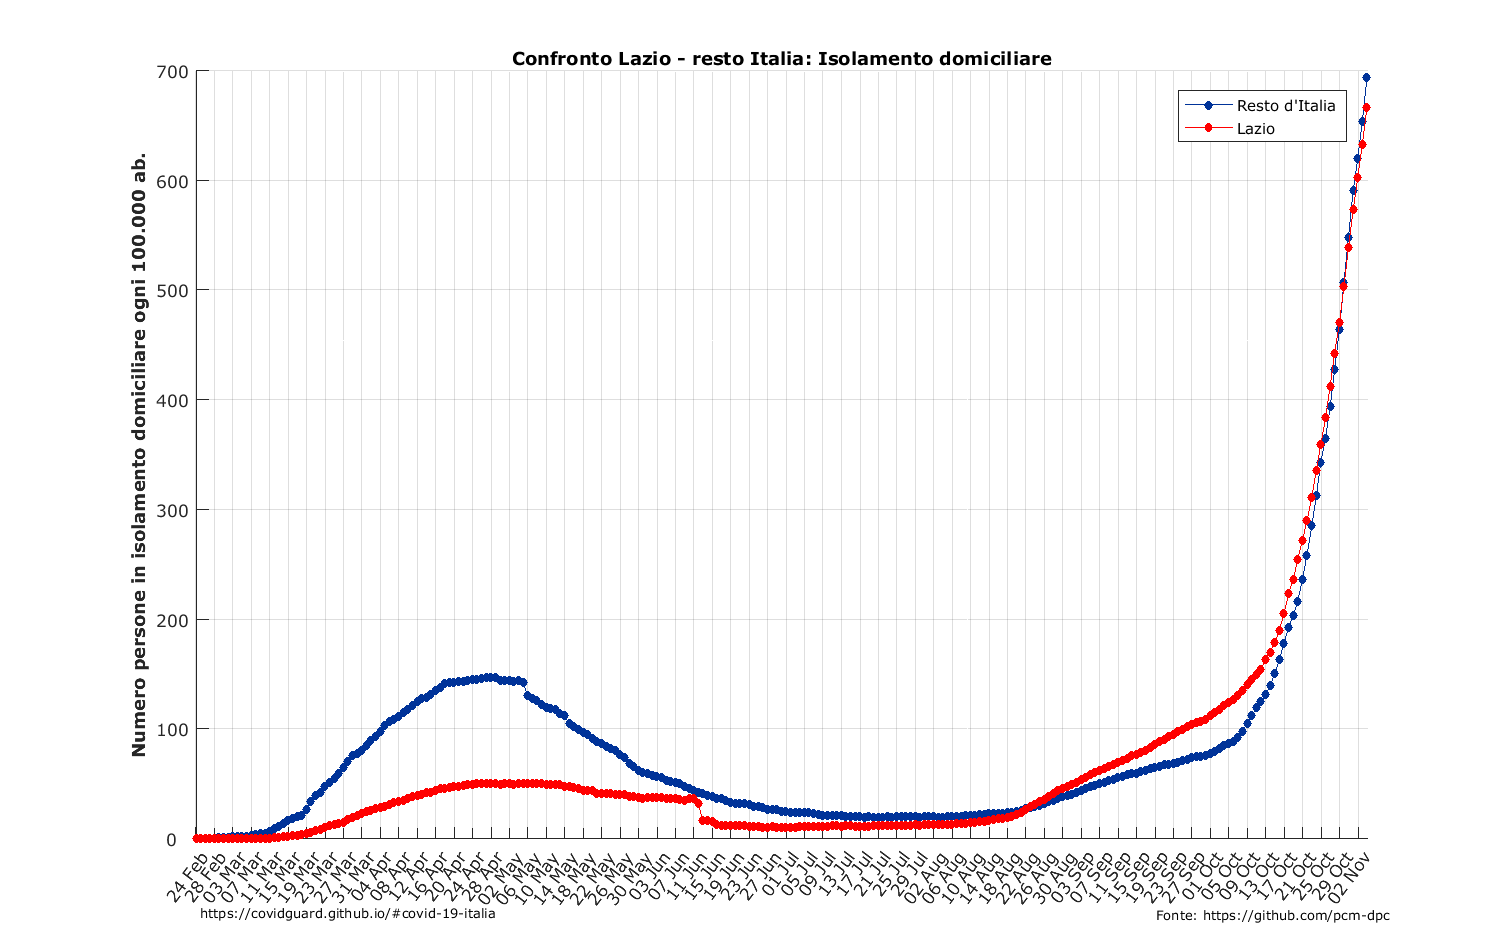 Confronto Lazio - resto Italia: Isolamento domiciliare
Numero persone in isolamento domiciliare ogni 100.000 ab.
700
600
500
400
300
200
100
0
Resto d'Italia
Lazio
24 Feb
28 Feb
03 Mar
07 Mar
11 Mar
15 Mar
19 Mar
23 Mar
27 Mar
31 Mar
04 Apr
08 Apr
12 Apr
16 Apr
20 Apr
24 Apr
28 Apr
02 May
06 May
10 May
14 May
18 May
22 May
26 May
30 May
03 Jun
07 Jun
11 Jun
15 Jun
19 Jun
23 Jun
27 Jun
01 Jul
05 Jul
09 Jul
13 Jul
17 Jul
21 Jul
25 Jul
29 Jul
02 Aug
06 Aug
10 Aug
14 Aug
18 Aug
22 Aug
26 Aug
30 Aug
03 Sep
07 Sep
11 Sep
15 Sep
19 Sep
23 Sep
27 Sep
01 Oct
05 Oct
09 Oct
13 Oct
17 Oct
21 Oct
25 Oct
29 Oct
02 Nov
https://covidguard.github.io/#covid-19-italia
Fonte: https://github.com/pcm-dpc